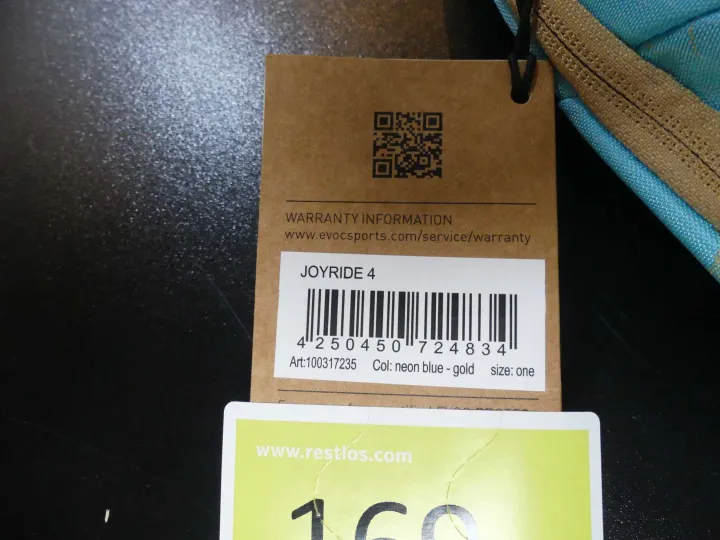 WARRANTY INFORMATION
www.evocsports.com/service/warranty
JOYRIDE 4
4 250450 724834
Art:100317235 Col: neon blue - gold size: one
www.restlos.com